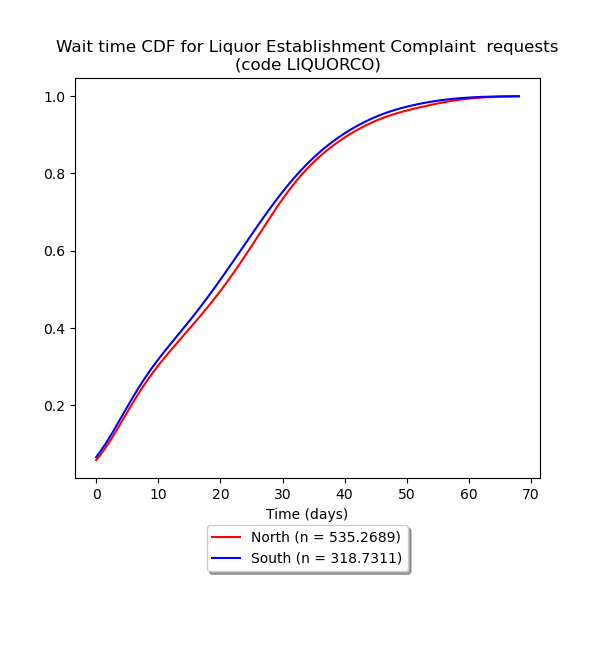 Wait time CDF for Liquor Establishment Complaint  requests
(code LIQUORCO)
1.0
0.8
0.6
0.4
0.2
0 10 20 30 40 50 60 70
Time (days)
North (n = 535.2689)
South (n = 318.7311)